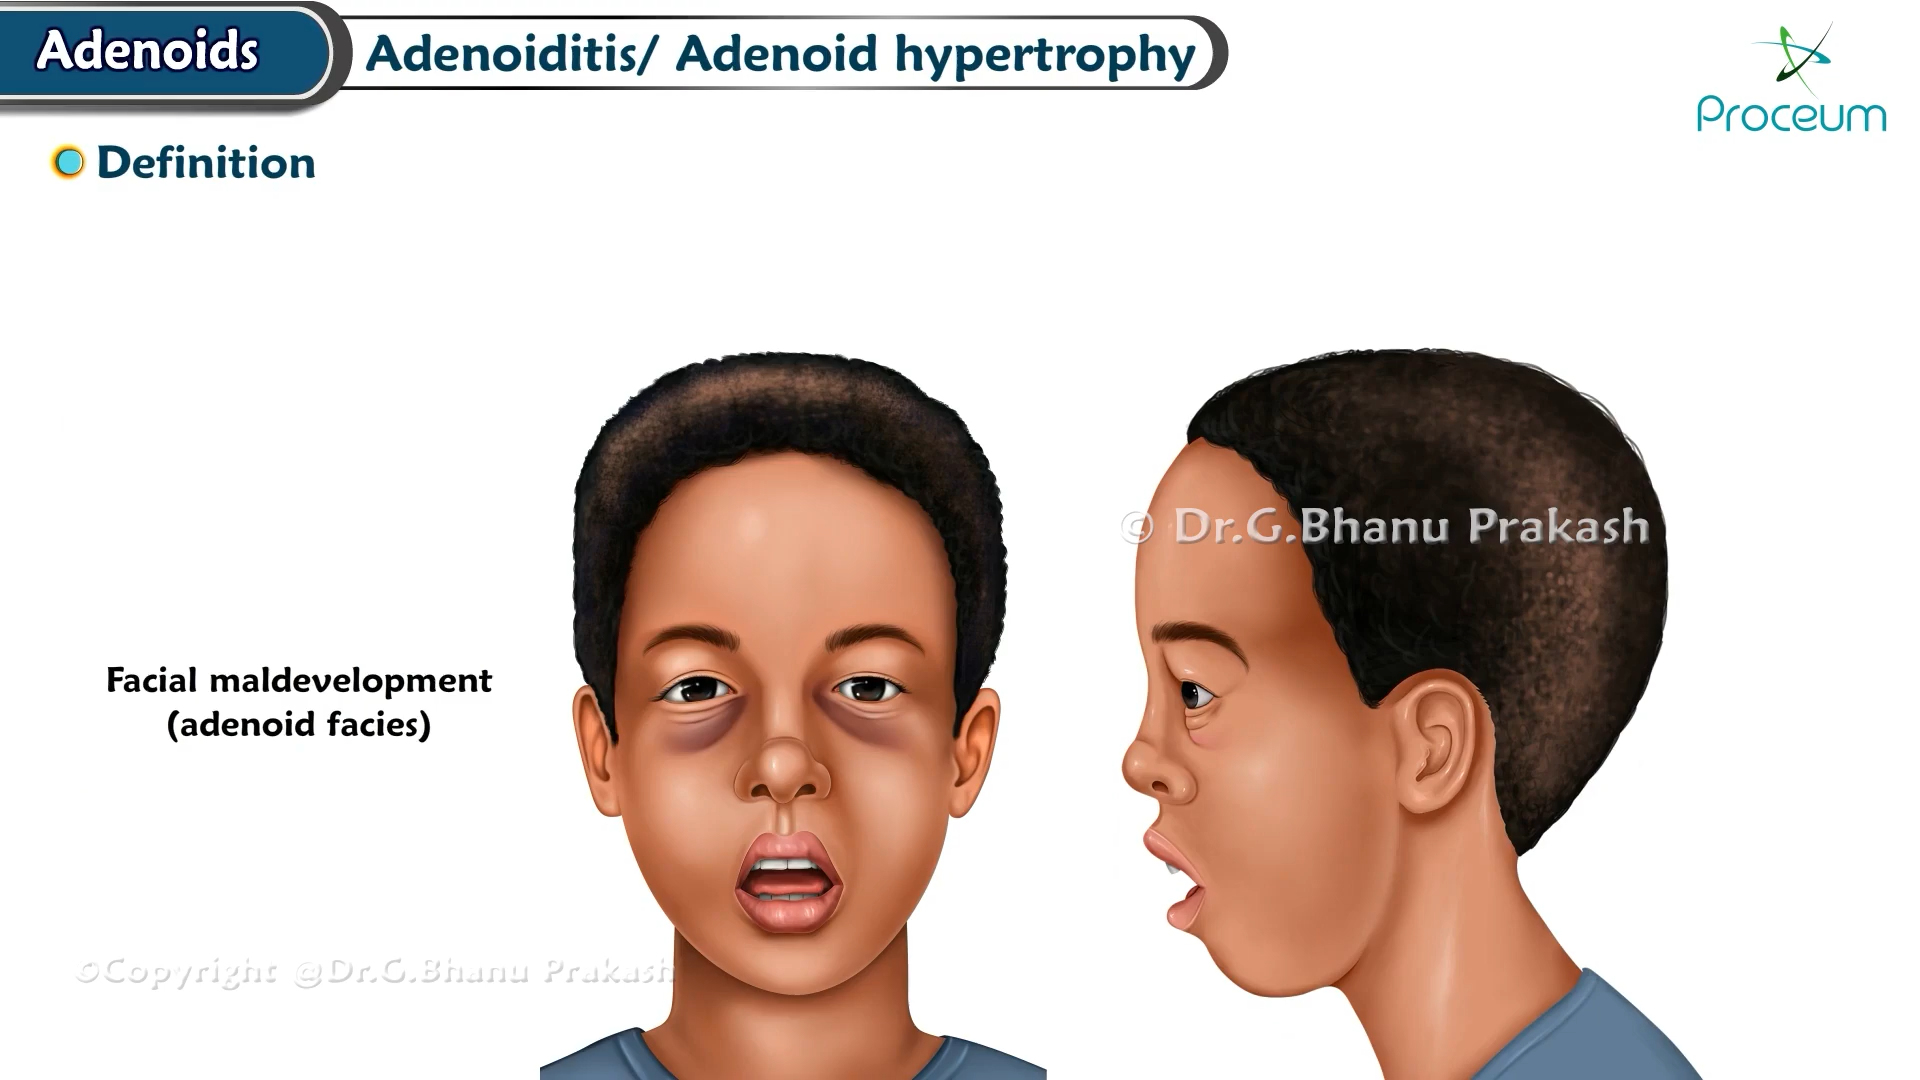 Adenoids
Adenoiditis/ Adenoid hypertrophy
Proceum
Definition
© Dr.G.Bhanu Prakash
Facial maldevelopment
(adenoid facies)
©Copyright @Dr.G.Bhanu Prakash